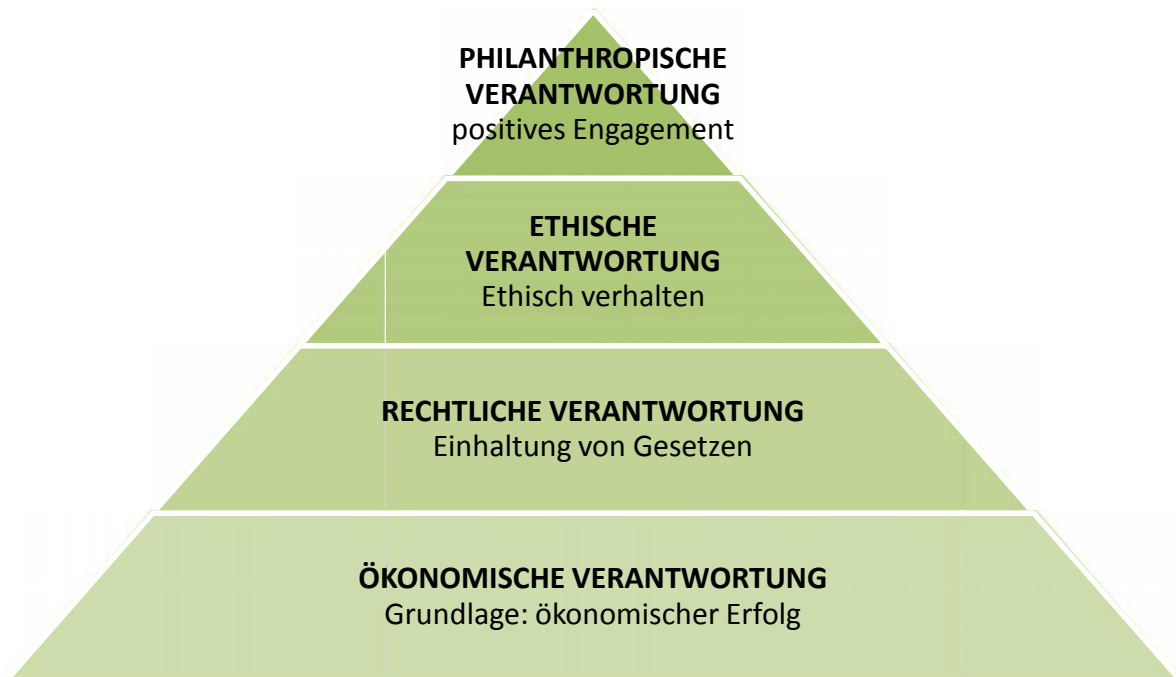 PHILANTHROPISCHE
VERANTWORTUNG
positives Engagement
ETHISCHE
VERANTWORTUNG
Ethisch verhalten
RECHTLICHE VERANTWORTUNG
Einhaltung von Gesetzen
ÖKONOMISCHE VERANTWORTUNG
Grundlage: ökonomischer Erfolg